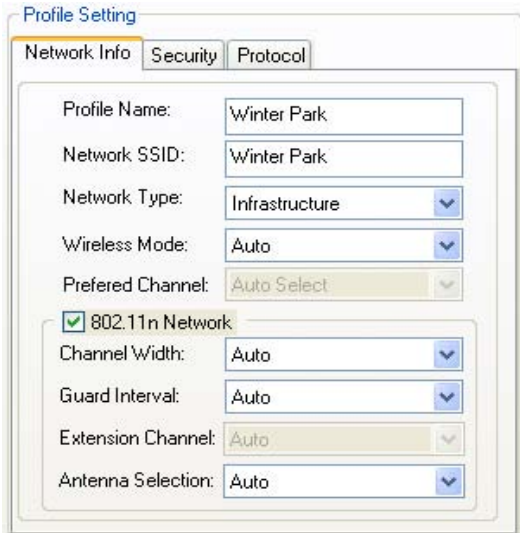 Profile Setting
Network Info Security Protocol
Profile Name: Winter Park
Network SSID: Winter Park
Network Type: Infrastructure
Wireless Mode: Auto
Prefered Channel: Auto Select
802.11n Network
Channel Width: Auto
Guard Interval: Auto
Extension Channel: Auto
Antenna Selection: Auto